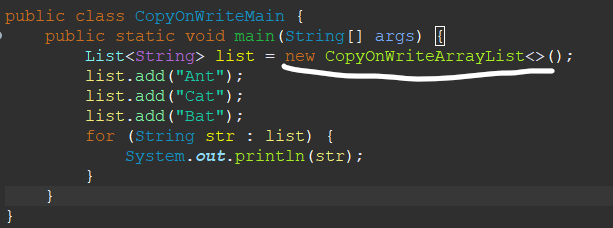 public class CopyOnWriteMain {
public static void main(String[] args) {
List<String> list = new CopyOnWriteArrayList<>();
list.add("Ant");
list.add("Cat");
list.add("Bat");
for (String str : list) {
System.out.println(str);
}
}
}